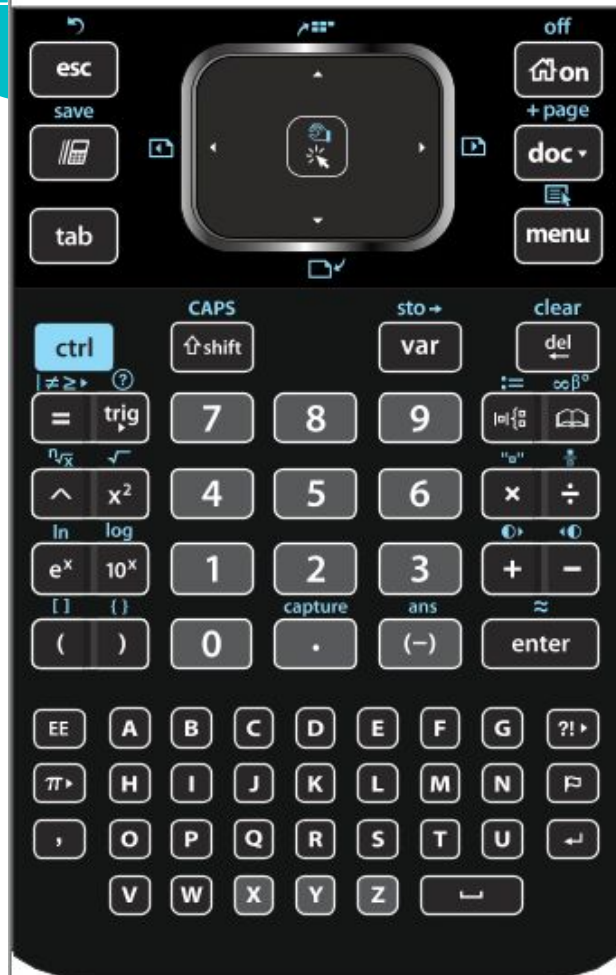 off
esc on
save + page
doc
tab menu
CAPS sto→ clear
ctrl ⇧shift var del
|≠≥▸ ? := ∞β°
= trig 7 8 9 |▫|{▫
ⁿ√x √ "▫" ▫/▫
^ x² 4 5 6 × ÷
ln log
eˣ 10ˣ 1 2 3 + −
[ ] { } capture ans ≈
( ) 0 . (−) enter
EE A B C D E F G ?!▸
π▸ H I J K L M N
, O P Q R S T U ↵
V W X Y Z